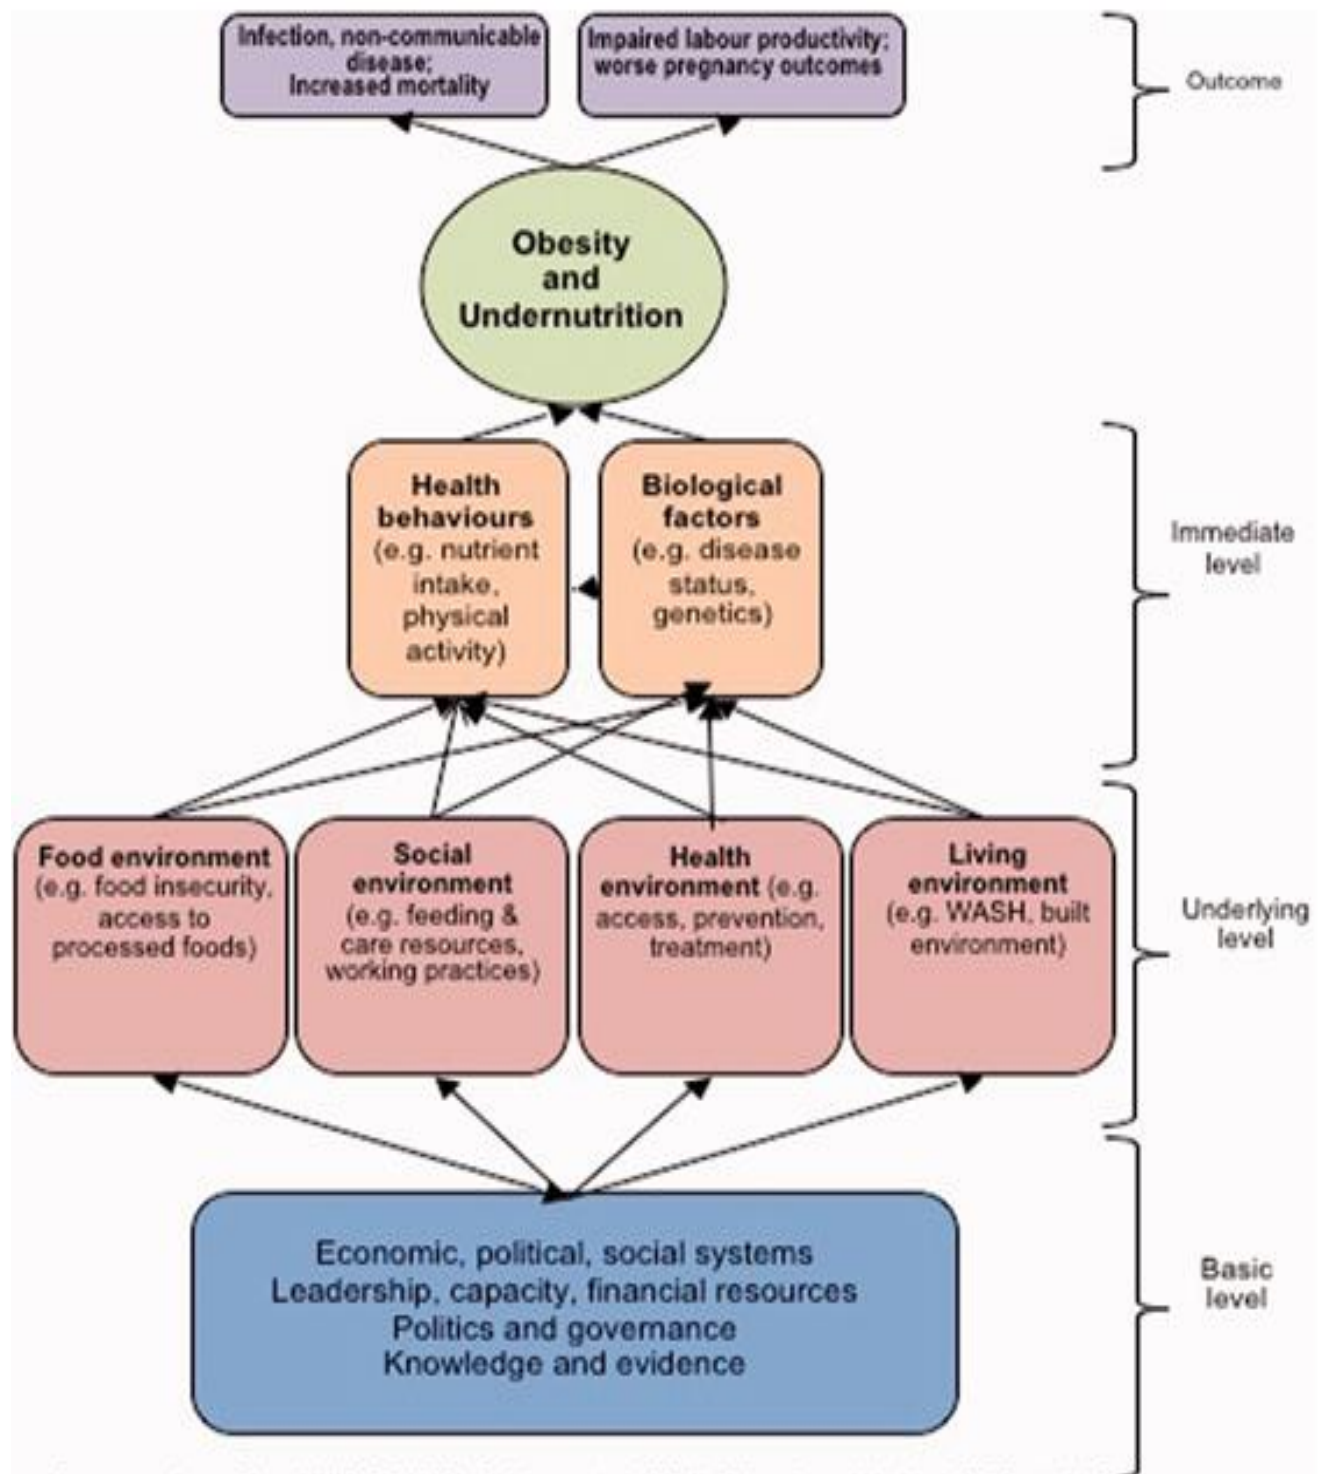 Infection, non-communicable
disease;
Increased mortality
Impaired labour productivity;
worse pregnancy outcomes
Outcome
Obesity
and
Undernutrition
Health
behaviours
(e.g. nutrient
intake,
physical
activity)
Biological
factors
(e.g. disease
status,
genetics)
Immediate
level
Food environment
(e.g. food insecurity,
access to
processed foods)
Social
environment
(e.g. feeding &
care resources,
working practices)
Health
environment (e.g.
access, prevention,
treatment)
Living
environment
(e.g. WASH, built
environment)
Underlying
level
Economic, political, social systems
Leadership, capacity, financial resources
Politics and governance
Knowledge and evidence
Basic
level